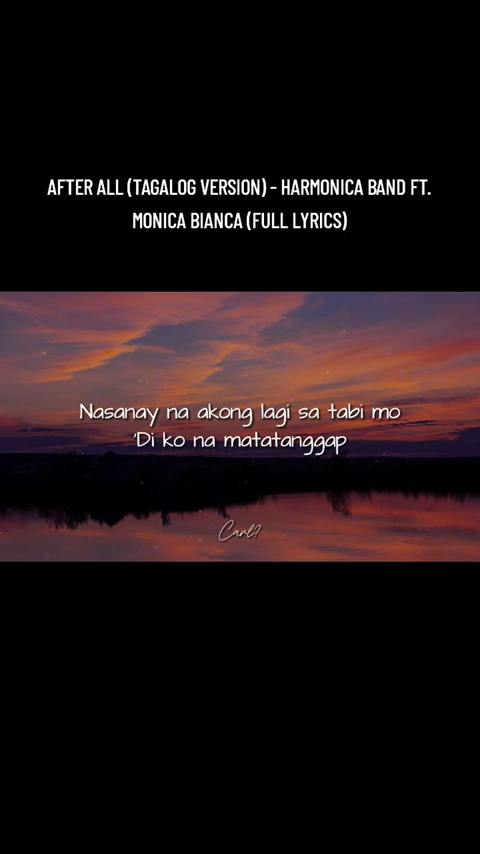 AFTER ALL (TAGALOG VERSION) - HARMONICA BAND FT.
MONICA BIANCA (FULL LYRICS)
Nasanay na akong lagi sa tabi mo
'Di ko na matatanggap
Carl?